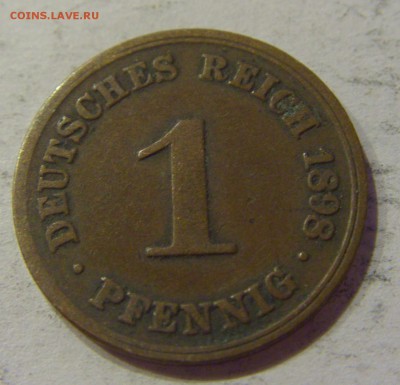 COINS.LAVE.RU
DEUTSCHES REICH 1898
1
· PFENNIG ·